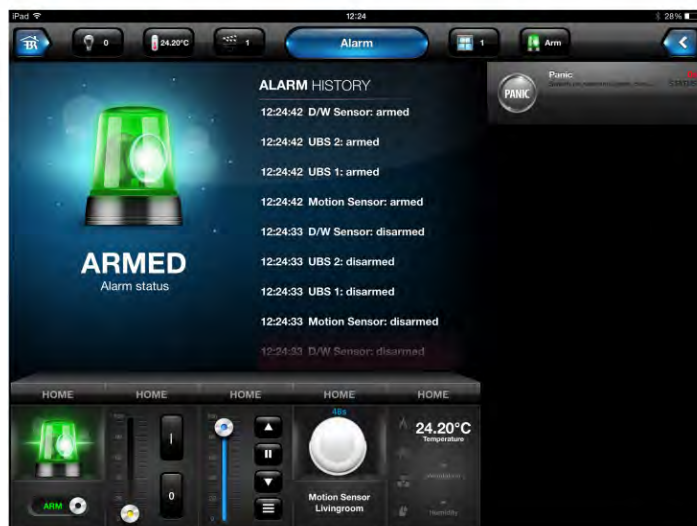 iPad
12:24
28%
0
24.20°C
1
Alarm
1
Arm
ALARM HISTORY
12:24:42 D/W Sensor: armed
12:24:42 UBS 2: armed
12:24:42 UBS 1: armed
12:24:42 Motion Sensor: armed
12:24:33 D/W Sensor: disarmed
12:24:33 UBS 2: disarmed
12:24:33 UBS 1: disarmed
12:24:33 Motion Sensor: disarmed
12:24:33 D/W Sensor: disarmed
ARMED
Alarm status
PANIC
Panic
STATUS
HOME
HOME
HOME
HOME
HOME
ARM
I
0
48s
Motion Sensor
Livingroom
24.20°C
Temperature
Humidity